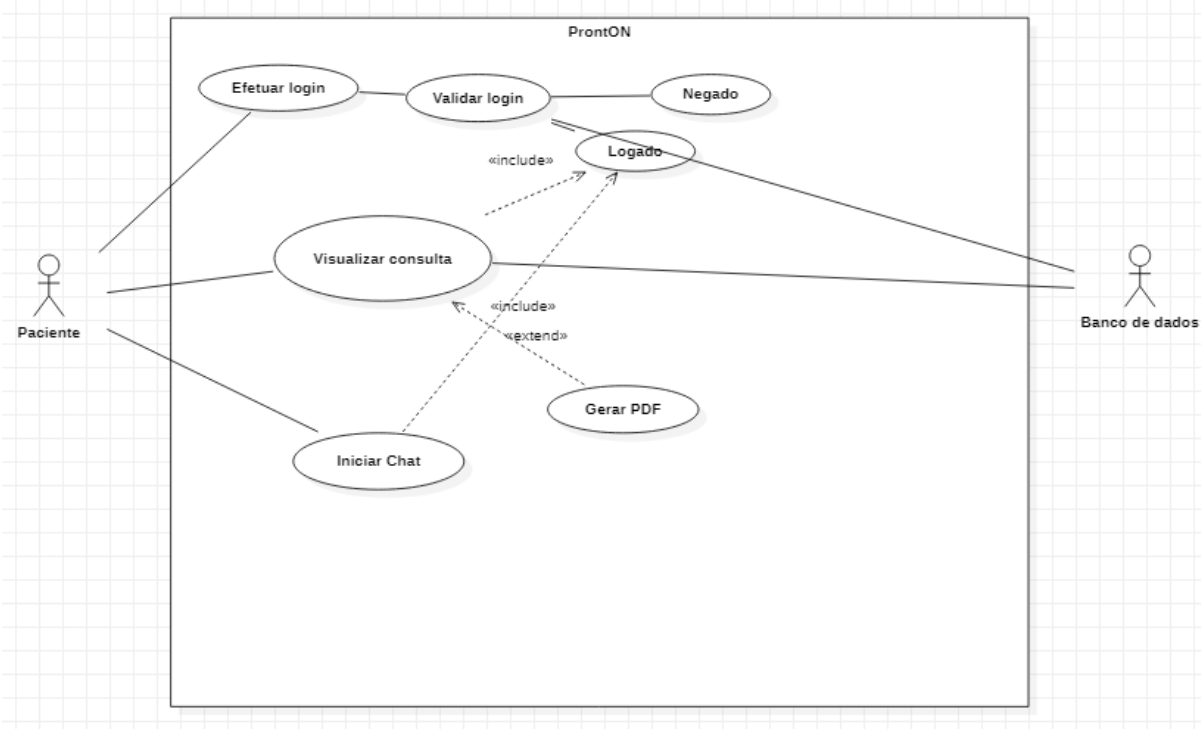 ProntON
Efetuar login
Validar login
Negado
Logado
«include»
Visualizar consulta
Paciente
Banco de dados
«include»
«extend»
Gerar PDF
Iniciar Chat